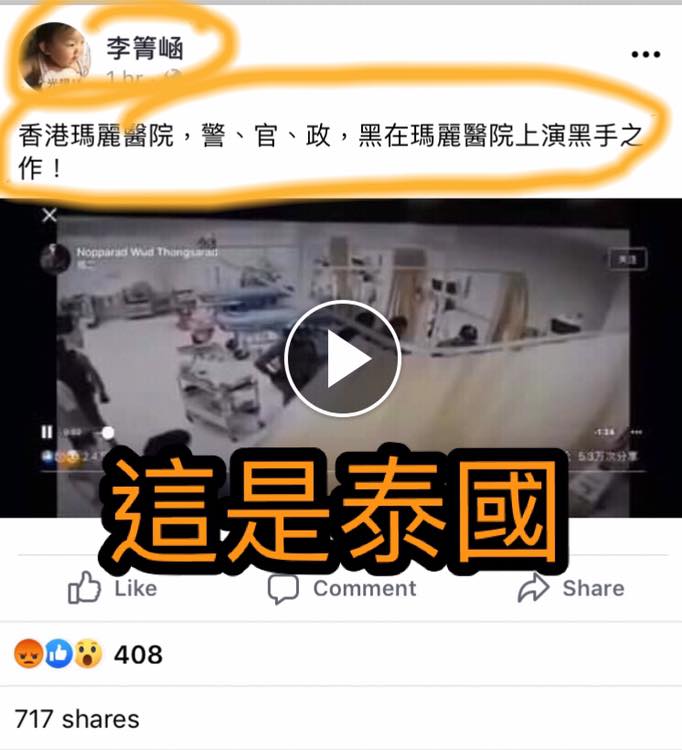 李箐崡
1 hr
香港瑪麗醫院，警、官、政，黑在瑪麗醫院上演黑手之
作！
Nopparad Wud Thongsarad
关注
0:02
-1:34
5.3万次分享
這是泰國
Like
Comment
Share
408
717 shares